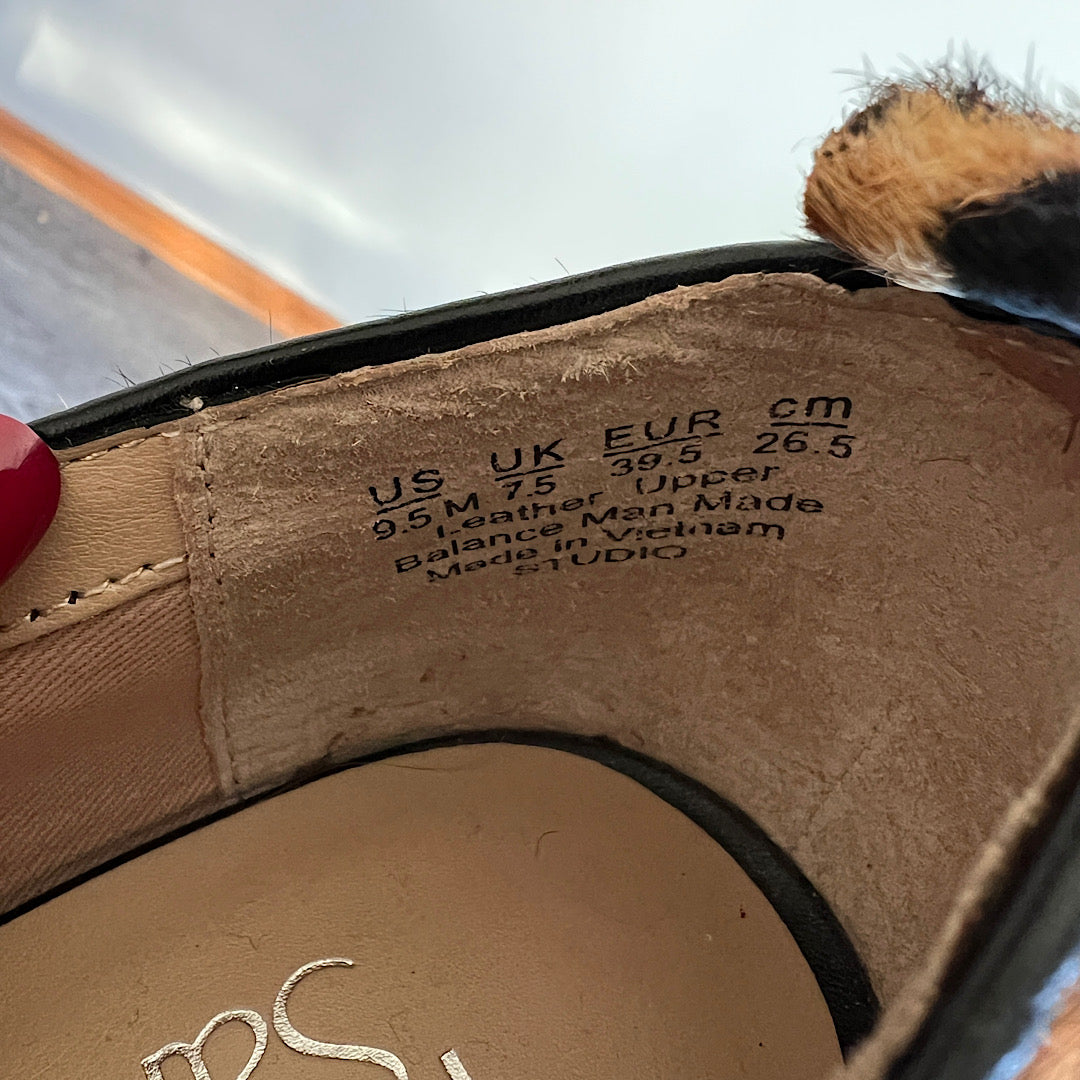 US UK EUR cm
9.5 M 7.5 39.5 26.5
Leather Upper
Balance Man Made
Made in Vietnam
STUDIO